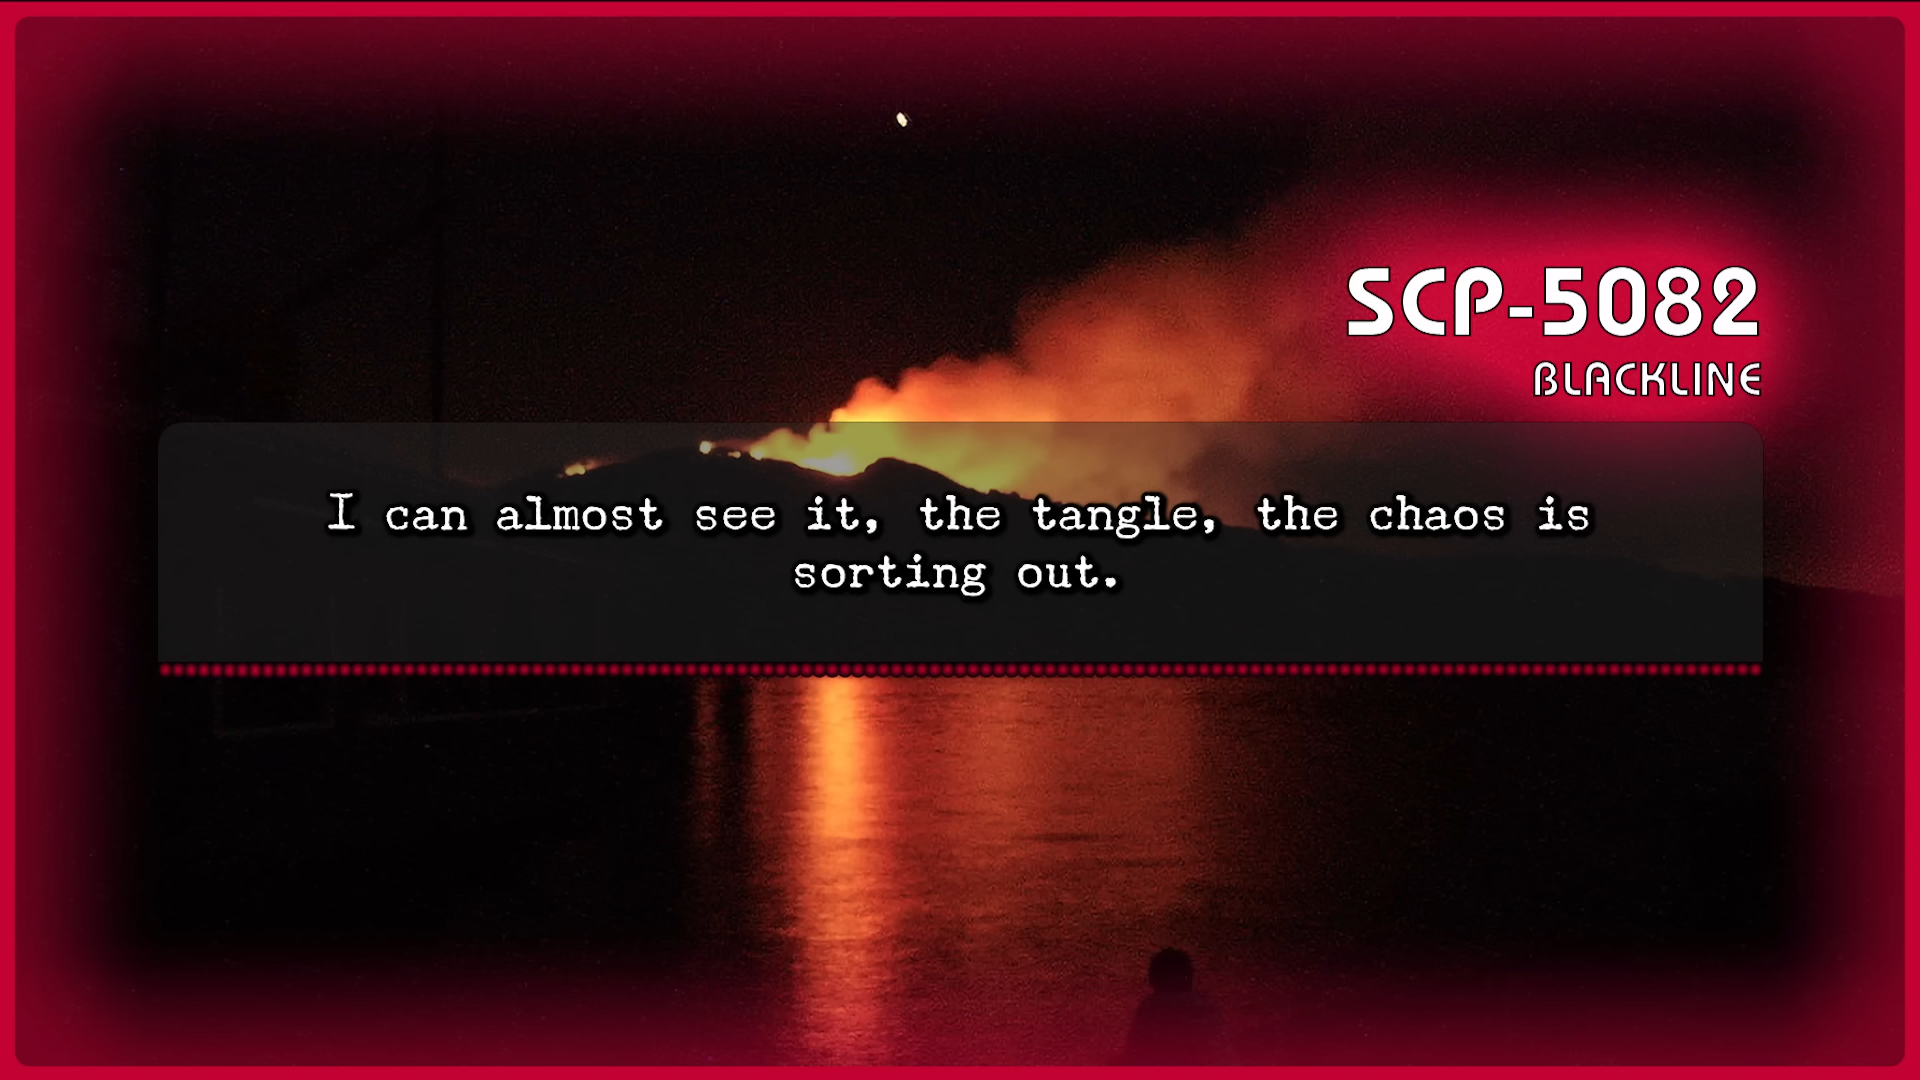 SCP-5082
BLACKLINE
I can almost see it, the tangle, the chaos is
sorting out.